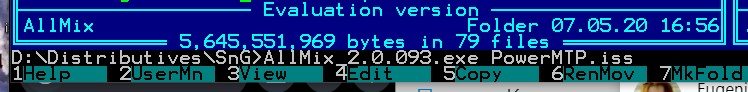 Evaluation version
AllMix Folder 07.05.20 16:56
5,645,551,969 bytes in 79 files
D:\Distributives\SnG>AllMix_2.0.093.exe PowerMTP.iss
1Help 2UserMn 3View 4Edit 5Copy 6RenMov 7MkFold